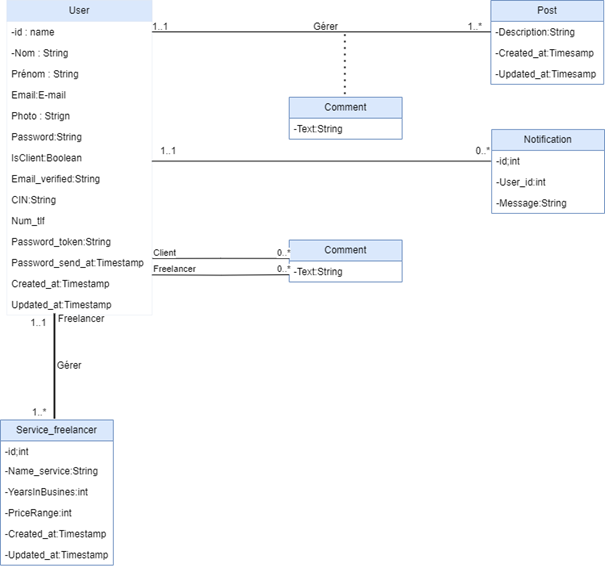 User
-id : name
-Nom : String
Prénom : String
Email:E-mail
Photo : Strign
Password:String
IsClient:Boolean
Email_verified:String
CIN:String
Num_tlf
Password_token:String
Password_send_at:Timestamp
Created_at:Timestamp
Updated_at:Timestamp
1..1
Gérer
1..*
Post
-Description:String
-Created_at:Timesamp
-Updated_at:Timesamp
Comment
-Text:String
1..1
0..*
Notification
-id;int
-User_id:int
-Message:String
Client
0..*
Freelancer
0..*
Comment
-Text:String
1..1
Freelancer
Gérer
1..*
Service_freelancer
-id;int
-Name_service:String
-YearsInBusines:int
-PriceRange:int
-Created_at:Timestamp
-Updated_at:Timestamp